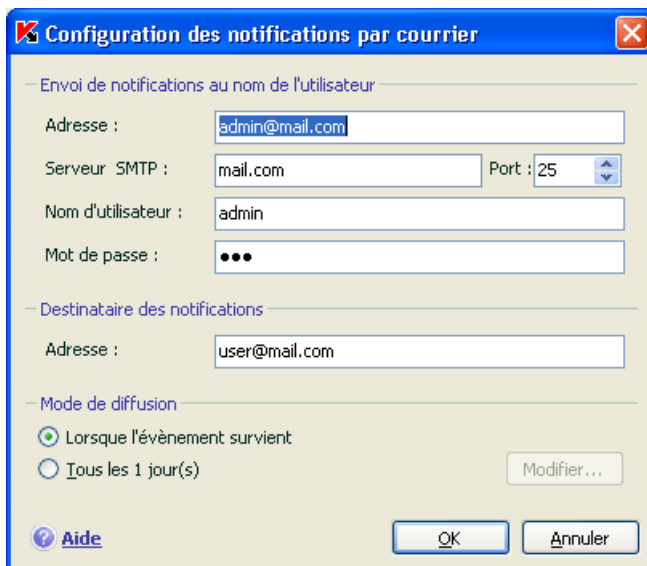 Configuration des notifications par courrier
Envoi de notifications au nom de l'utilisateur
Adresse : admin@mail.com
Serveur SMTP : mail.com Port : 25
Nom d'utilisateur : admin
Mot de passe : •••
Destinataire des notifications
Adresse : user@mail.com
Mode de diffusion
Lorsque l'évènement survient
Tous les 1 jour(s) Modifier...
Aide OK Annuler